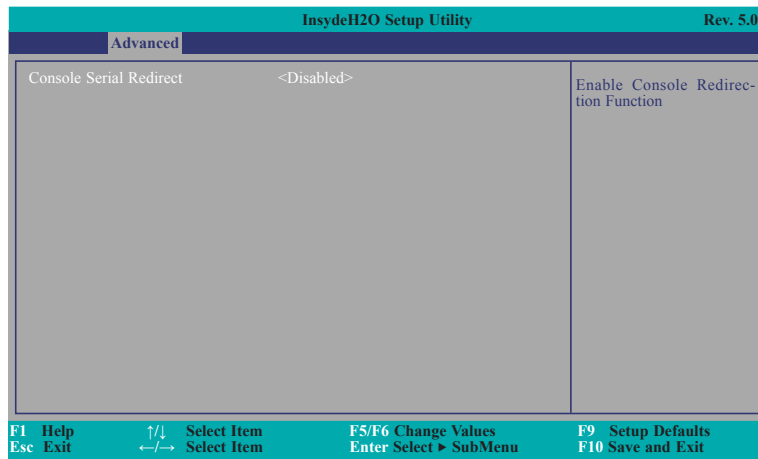 InsydeH2O Setup Utility Rev. 5.0
Advanced
Console Serial Redirect <Disabled>
Enable Console Redirec-
tion Function
F1 Help ↑/↓ Select Item F5/F6 Change Values F9 Setup Defaults
Esc Exit ←/→ Select Item Enter Select ► SubMenu F10 Save and Exit